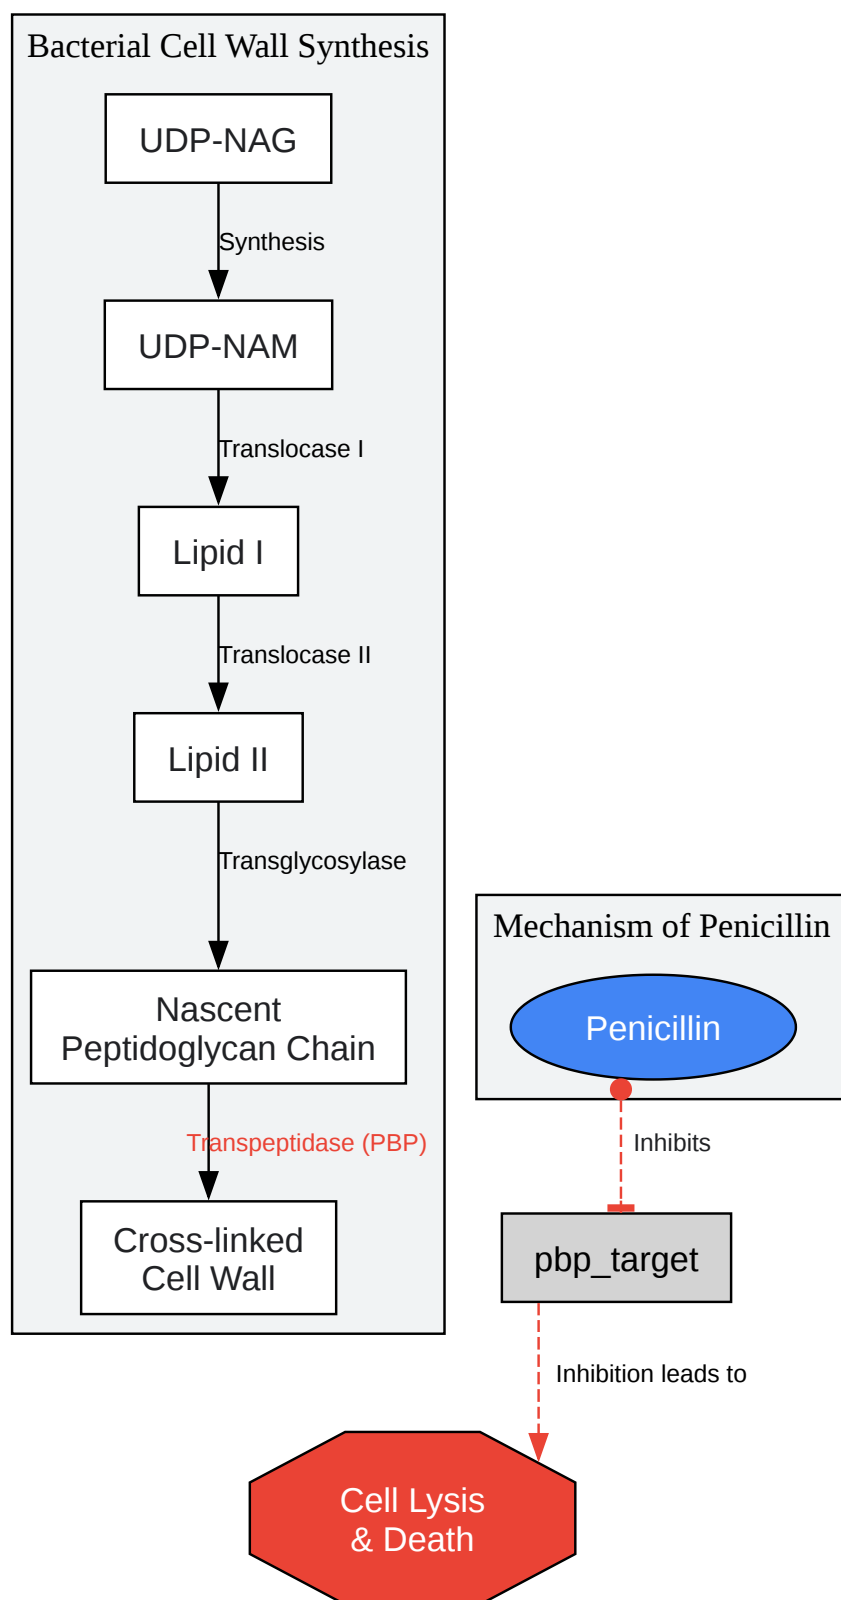 Bacterial Cell Wall Synthesis
UDP-NAG
Synthesis
UDP-NAM
Translocase I
Lipid I
Translocase II
Lipid II
Transglycosylase
Nascent
Peptidoglycan Chain
Transpeptidase (PBP)
Cross-linked
Cell Wall
Mechanism of Penicillin
Penicillin
Inhibits
pbp_target
Inhibition leads to
Cell Lysis
& Death